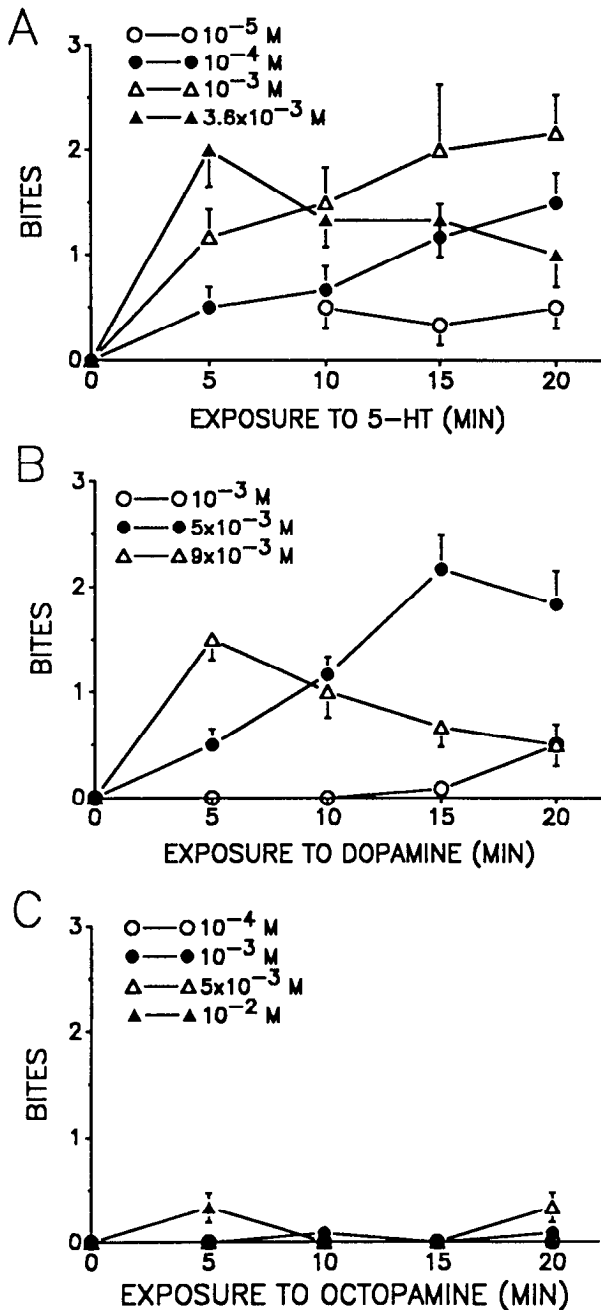 A
10⁻⁵ M
10⁻⁴ M
10⁻³ M
3.6x10⁻³ M
3
2
1
0
BITES
0 5 10 15 20
EXPOSURE TO 5-HT (MIN)
B
10⁻³ M
5x10⁻³ M
9x10⁻³ M
3
2
1
0
BITES
0 5 10 15 20
EXPOSURE TO DOPAMINE (MIN)
C
10⁻⁴ M
10⁻³ M
5x10⁻³ M
10⁻² M
3
2
1
0
BITES
0 5 10 15 20
EXPOSURE TO OCTOPAMINE (MIN)